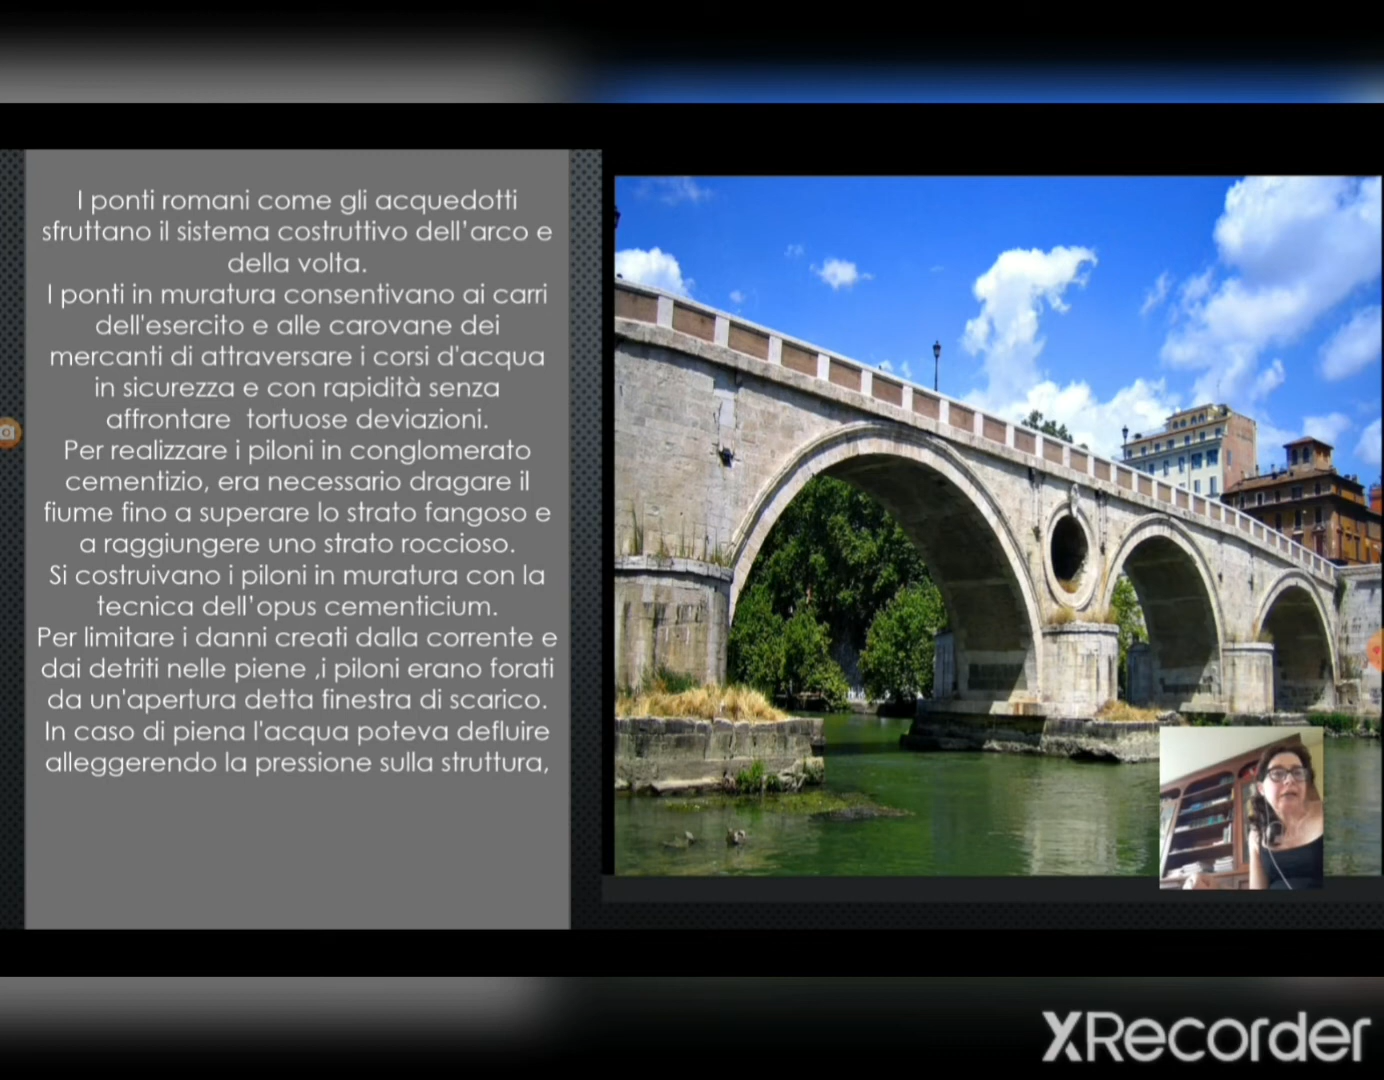 I ponti romani come gli acquedotti
sfruttano il sistema costruttivo dell'arco e
della volta.
I ponti in muratura consentivano ai carri
dell'esercito e alle carovane dei
mercanti di attraversare i corsi d'acqua
in sicurezza e con rapidità senza
affrontare  tortuose deviazioni.
Per realizzare i piloni in conglomerato
cementizio, era necessario dragare il
fiume fino a superare lo strato fangoso e
a raggiungere uno strato roccioso.
Si costruivano i piloni in muratura con la
tecnica dell'opus cementicium.
Per limitare i danni creati dalla corrente e
dai detriti nelle piene ,i piloni erano forati
da un'apertura detta finestra di scarico.
In caso di piena l'acqua poteva defluire
alleggerendo la pressione sulla struttura,
XRecorder